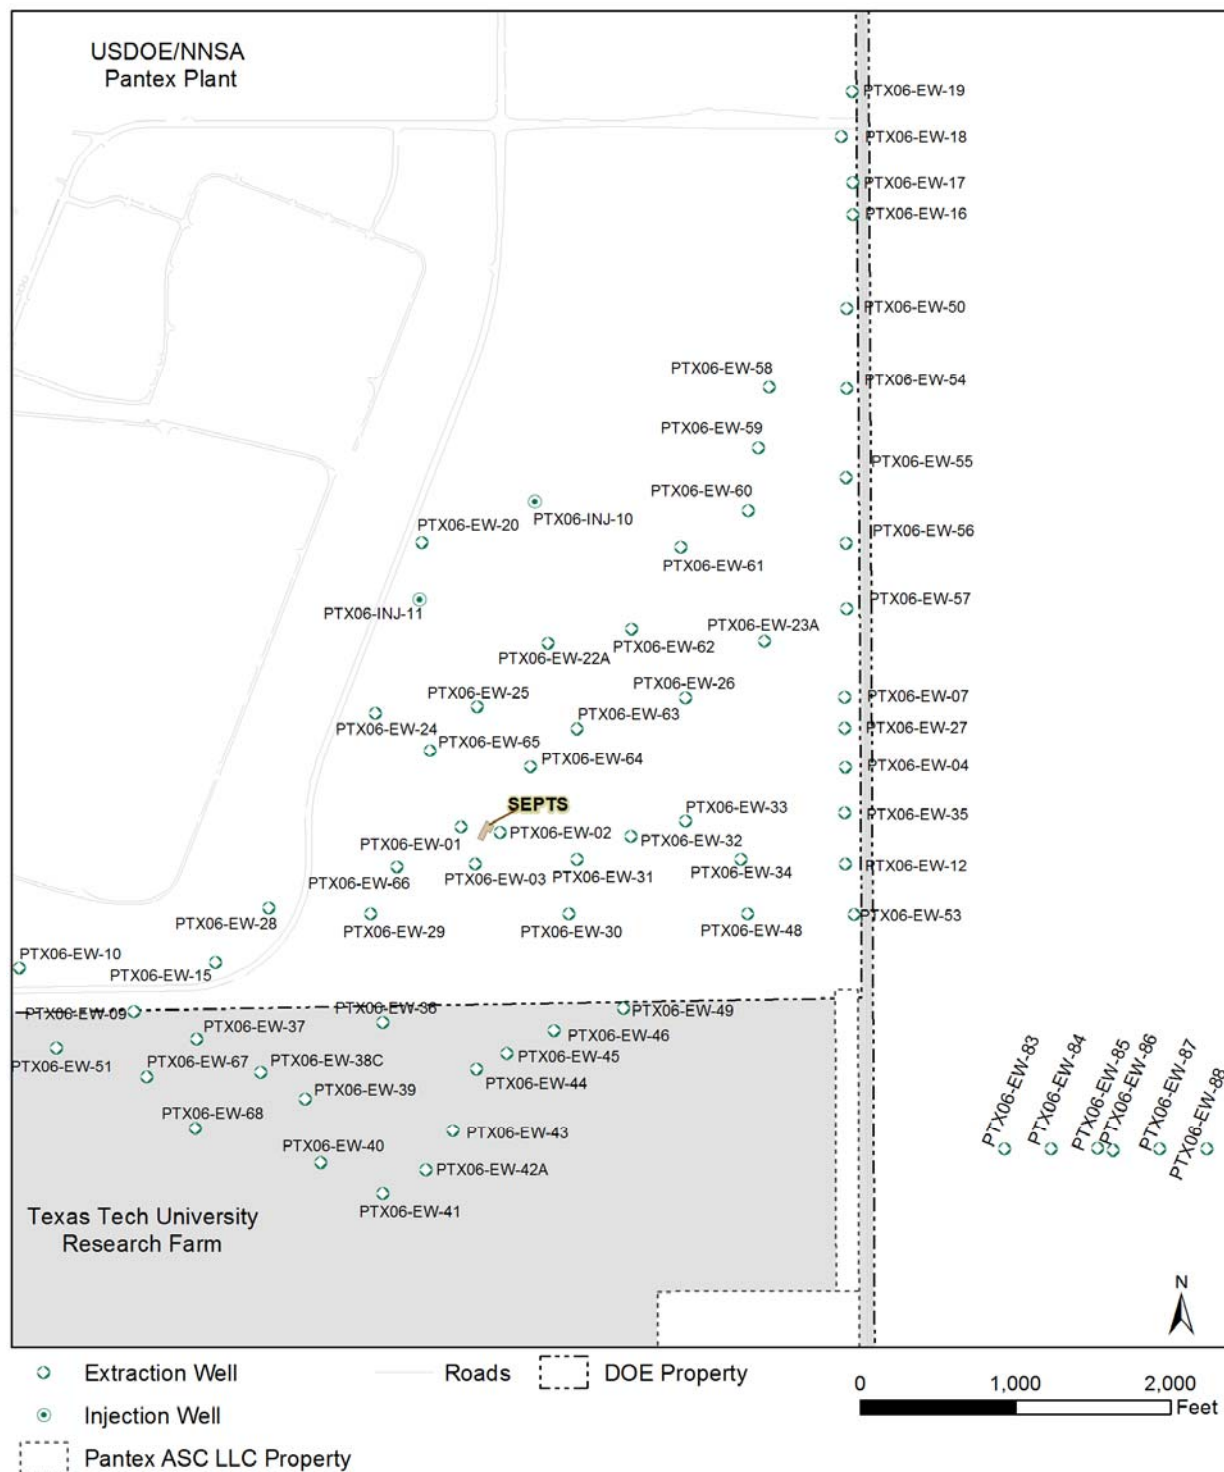 USDOE/NNSA
Pantex Plant
PTX06-EW-19
PTX06-EW-18
PTX06-EW-17
PTX06-EW-16
PTX06-EW-50
PTX06-EW-58
PTX06-EW-54
PTX06-EW-59
PTX06-EW-55
PTX06-EW-60
PTX06-INJ-10
PTX06-EW-20
PTX06-EW-56
PTX06-EW-61
PTX06-INJ-11
PTX06-EW-57
PTX06-EW-23A
PTX06-EW-62
PTX06-EW-22A
PTX06-EW-25
PTX06-EW-26
PTX06-EW-07
PTX06-EW-63
PTX06-EW-24
PTX06-EW-27
PTX06-EW-65
PTX06-EW-64
PTX06-EW-04
SEPTS
PTX06-EW-33
PTX06-EW-35
PTX06-EW-02
PTX06-EW-01
PTX06-EW-32
PTX06-EW-12
PTX06-EW-66
PTX06-EW-03
PTX06-EW-31
PTX06-EW-34
PTX06-EW-53
PTX06-EW-28
PTX06-EW-29
PTX06-EW-30
PTX06-EW-48
PTX06-EW-10
PTX06-EW-15
PTX06-EW-09
PTX06-EW-36
PTX06-EW-49
PTX06-EW-37
PTX06-EW-46
PTX06-EW-51
PTX06-EW-67
PTX06-EW-38C
PTX06-EW-45
PTX06-EW-44
PTX06-EW-39
PTX06-EW-68
PTX06-EW-43
PTX06-EW-40
PTX06-EW-42A
PTX06-EW-41
PTX06-EW-83
PTX06-EW-84
PTX06-EW-85
PTX06-EW-86
PTX06-EW-87
PTX06-EW-88
Texas Tech University
Research Farm
N
Extraction Well
Roads
DOE Property
Injection Well
Pantex ASC LLC Property
0 1,000 2,000
Feet